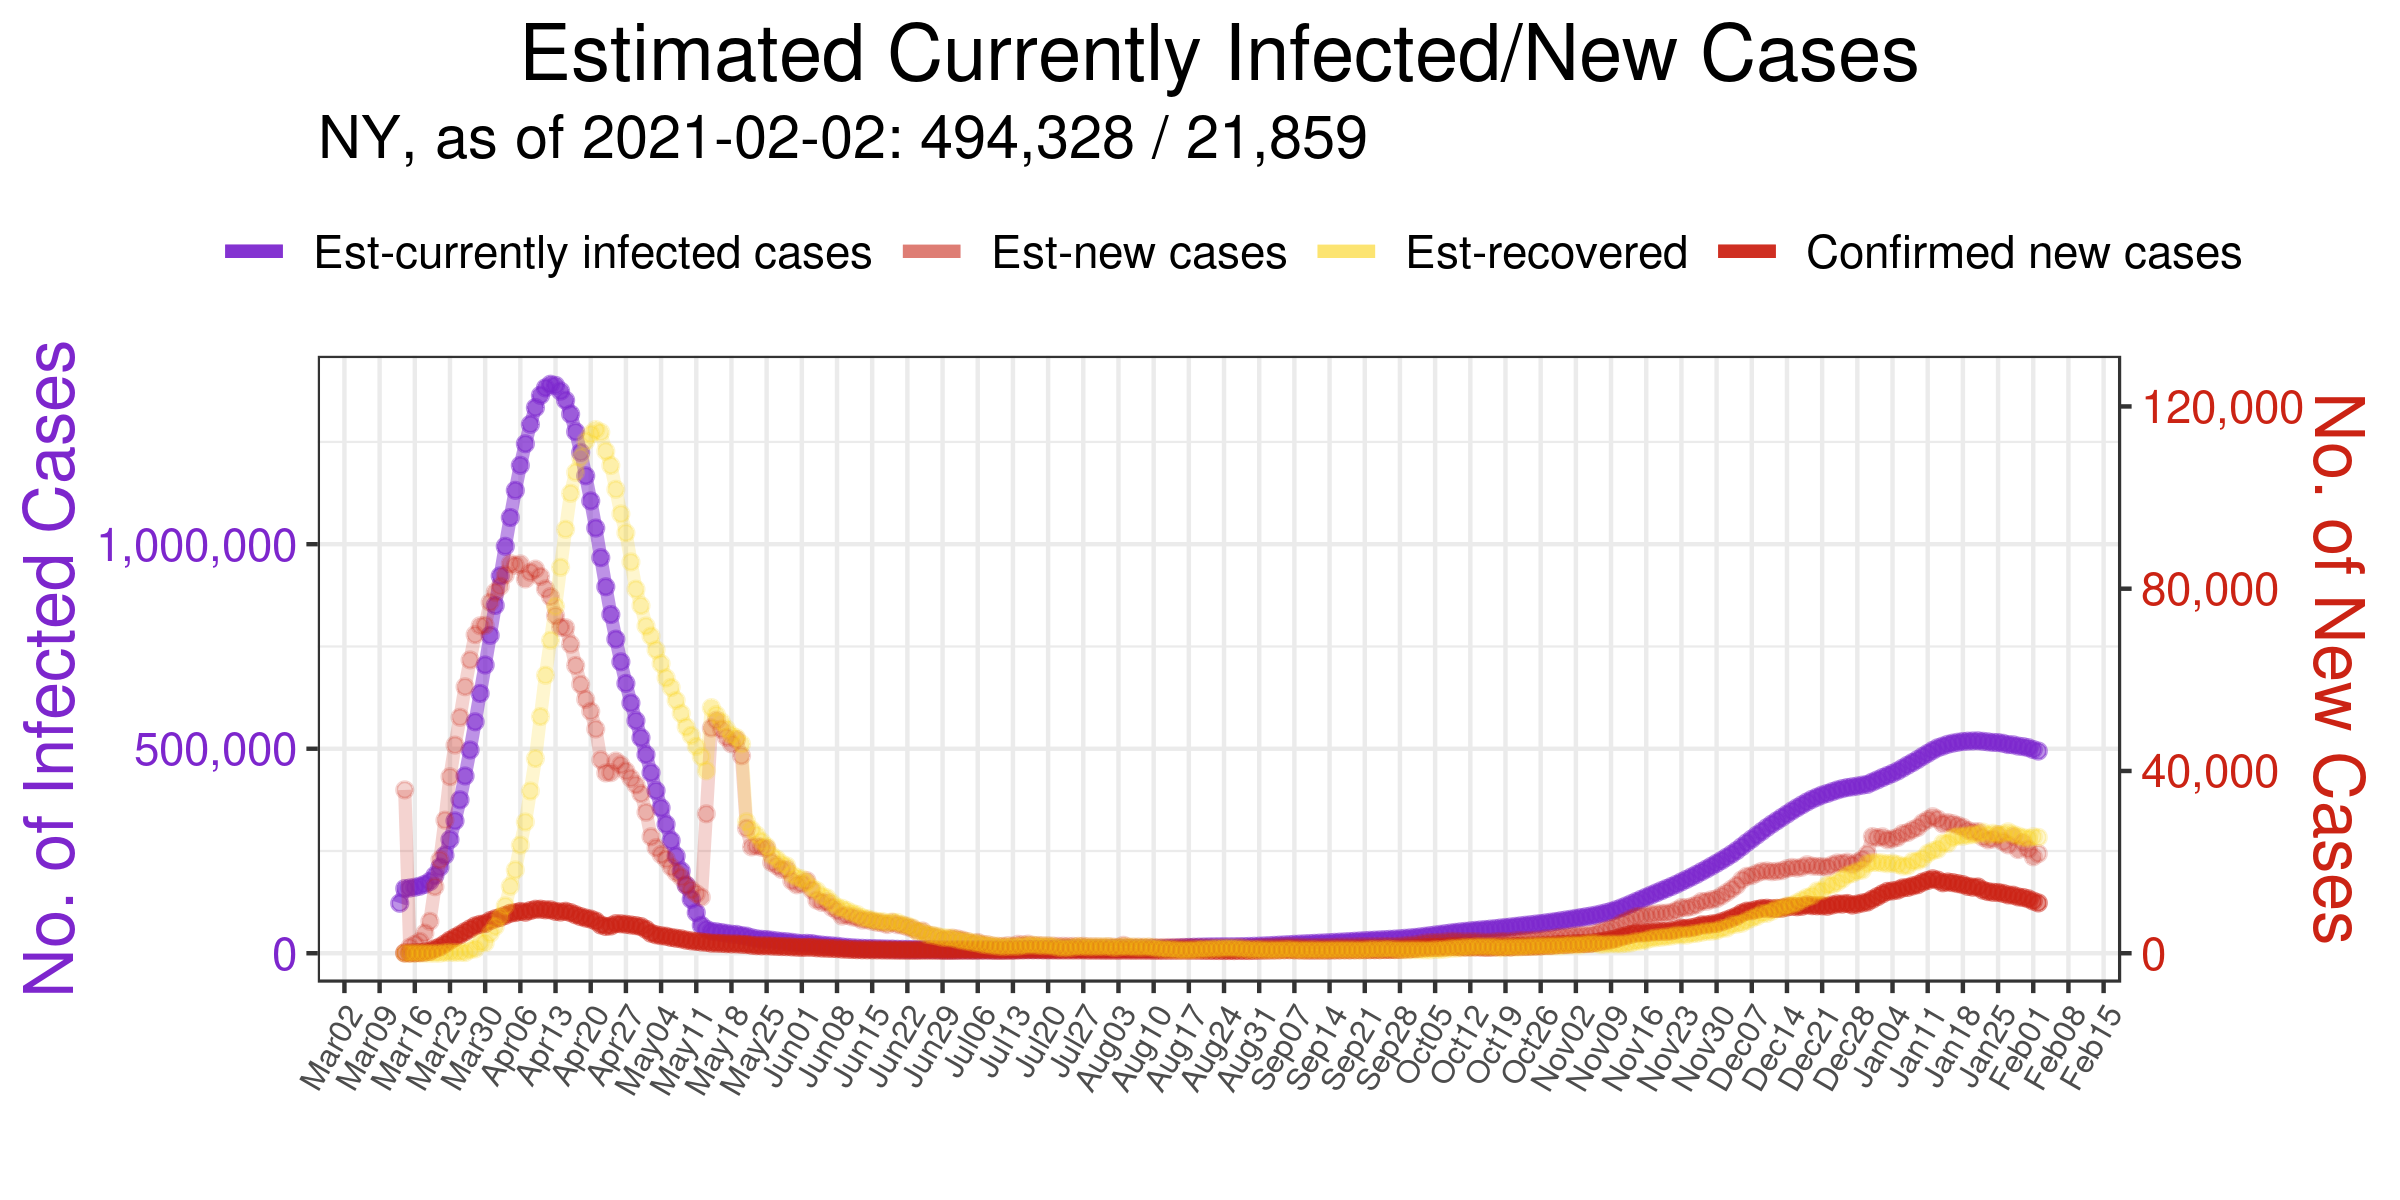 Estimated Currently Infected/New Cases
NY, as of 2021-02-02: 494,328 / 21,859
Est-currently infected cases
Est-new cases
Est-recovered
Confirmed new cases
No. of Infected Cases
1,000,000
500,000
0
120,000
80,000
40,000
0
No. of New Cases
Mar02
Mar09
Mar16
Mar23
Mar30
Apr06
Apr13
Apr20
Apr27
May04
May11
May18
May25
Jun01
Jun08
Jun15
Jun22
Jun29
Jul06
Jul13
Jul20
Jul27
Aug03
Aug10
Aug17
Aug24
Aug31
Sep07
Sep14
Sep21
Sep28
Oct05
Oct12
Oct19
Oct26
Nov02
Nov09
Nov16
Nov23
Nov30
Dec07
Dec14
Dec21
Dec28
Jan04
Jan11
Jan18
Jan25
Feb01
Feb08
Feb15